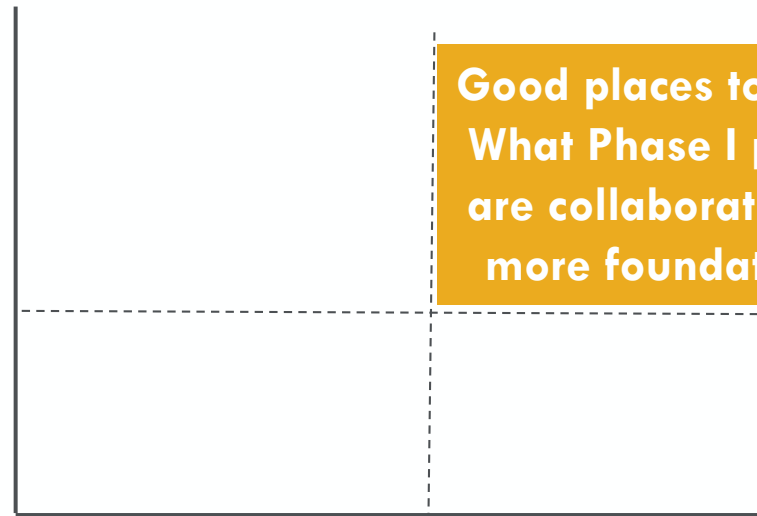 Good places to
What Phase I
are collaborat
more foundat